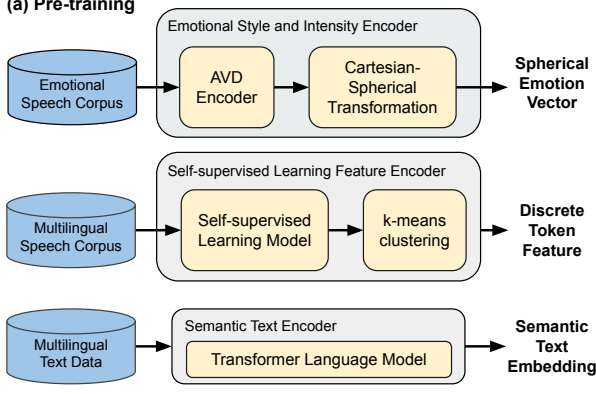 (a) Pre-training
Emotional Style and Intensity Encoder
Emotional
Speech Corpus
AVD
Encoder
Cartesian-
Spherical
Transformation
Spherical
Emotion
Vector
Self-supervised Learning Feature Encoder
Multilingual
Speech Corpus
Self-supervised
Learning Model
k-means
clustering
Discrete
Token
Feature
Semantic Text Encoder
Multilingual
Text Data
Transformer Language Model
Semantic
Text
Embedding